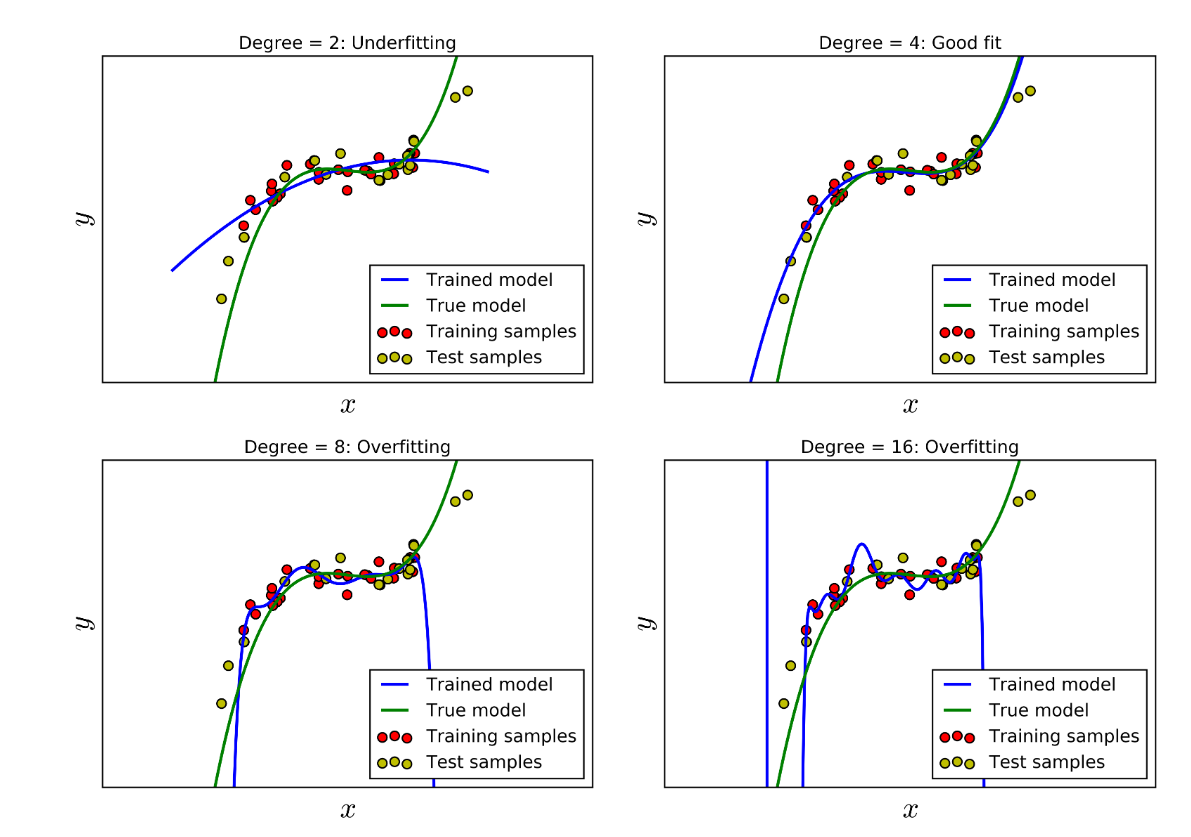 Degree = 2: Underfitting
y
Trained model
True model
Training samples
Test samples
x
Degree = 4: Good fit
y
Trained model
True model
Training samples
Test samples
x
Degree = 8: Overfitting
y
Trained model
True model
Training samples
Test samples
x
Degree = 16: Overfitting
y
Trained model
True model
Training samples
Test samples
x